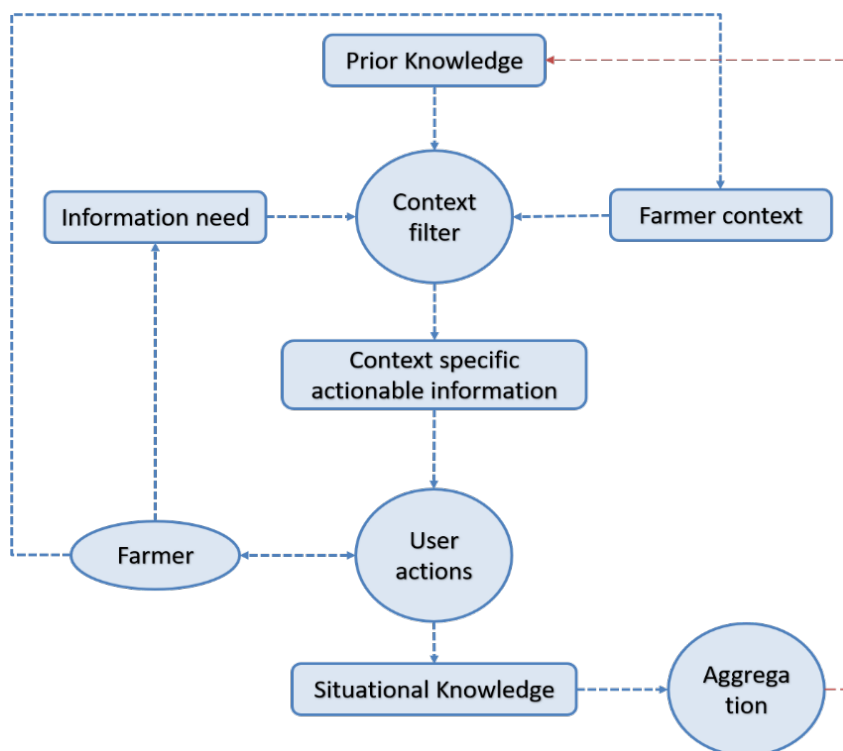 Prior Knowledge
Information need
Context
filter
Farmer context
Context specific
actionable information
Farmer
User
actions
Situational Knowledge
Aggrega
tion